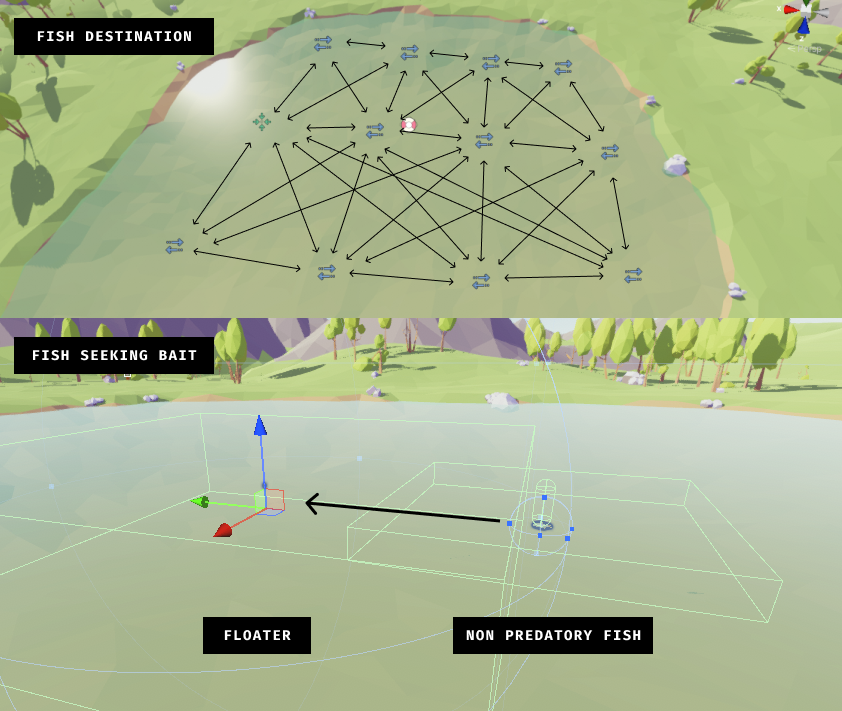 FISH DESTINATION
FISH SEEKING BAIT
FLOATER
NON PREDATORY FISH